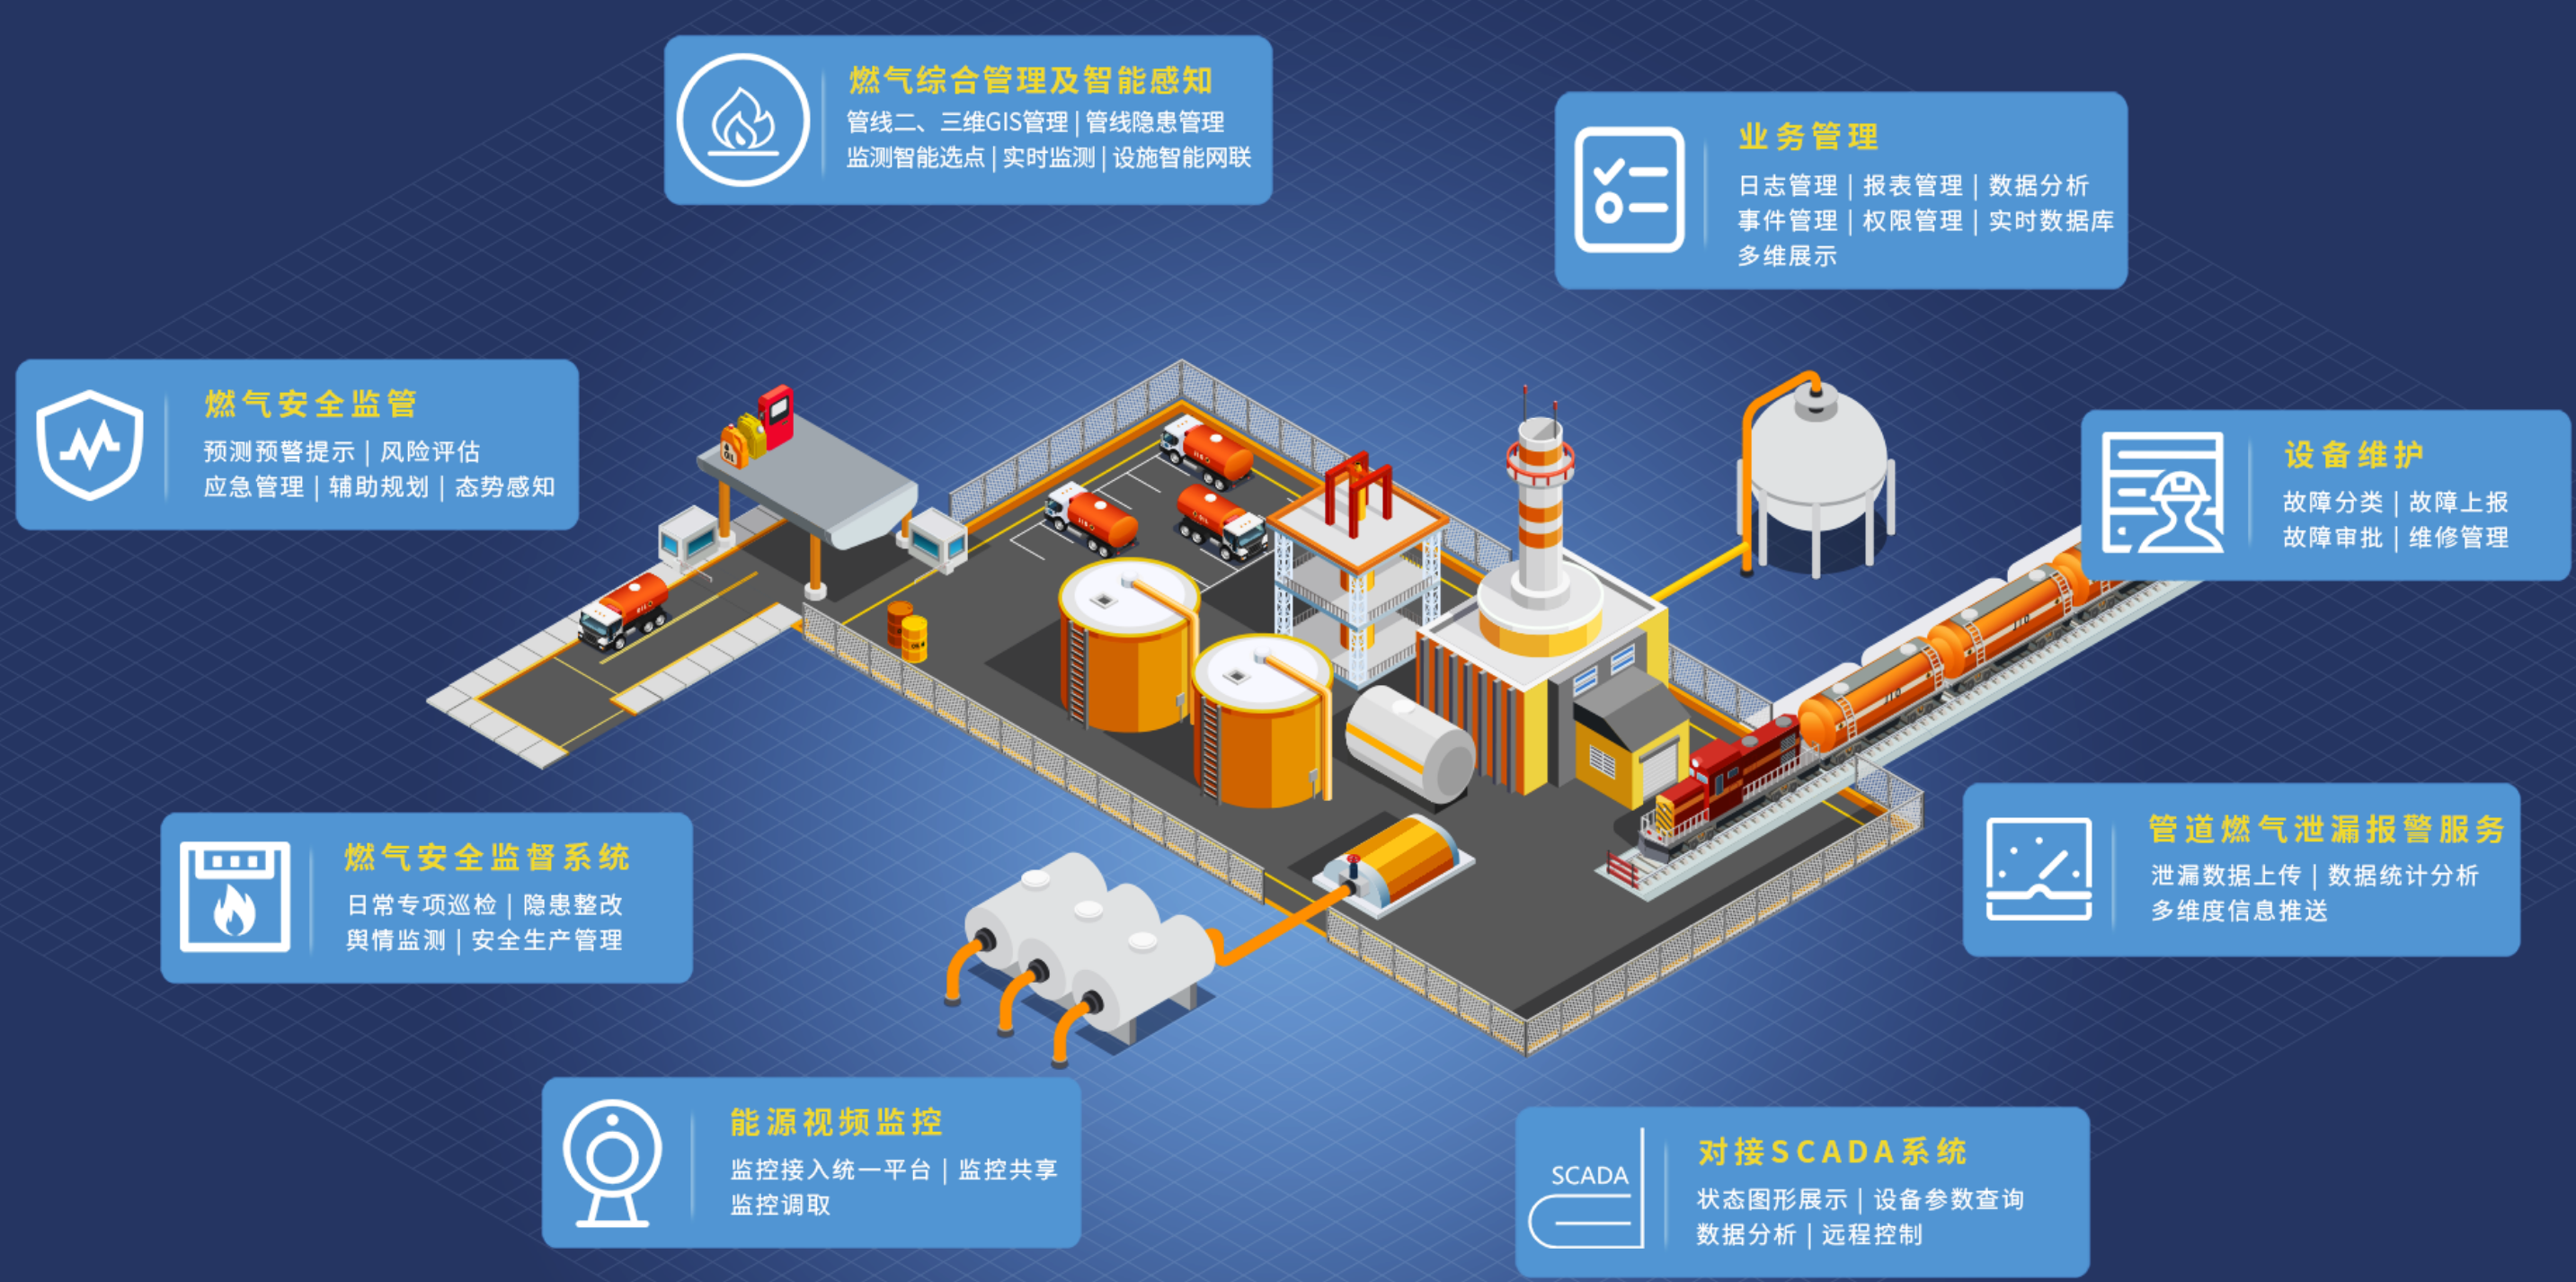 燃气综合管理及智能感知
管线二、三维GIS管理 | 管线隐患管理
监测智能选点 | 实时监测 | 设施智能网联
业务管理
日志管理 | 报表管理 | 数据分析
事件管理 | 权限管理 | 实时数据库
多维展示
燃气安全监管
预测预警提示 | 风险评估
应急管理 | 辅助规划 | 态势感知
设备维护
故障分类 | 故障上报
故障审批 | 维修管理
燃气安全监督系统
日常专项巡检 | 隐患整改
舆情监测 | 安全生产管理
管道燃气泄漏报警服务
泄漏数据上传 | 数据统计分析
多维度信息推送
能源视频监控
监控接入统一平台 | 监控共享
监控调取
SCADA
对接SCADA系统
状态图形展示 | 设备参数查询
数据分析 | 远程控制